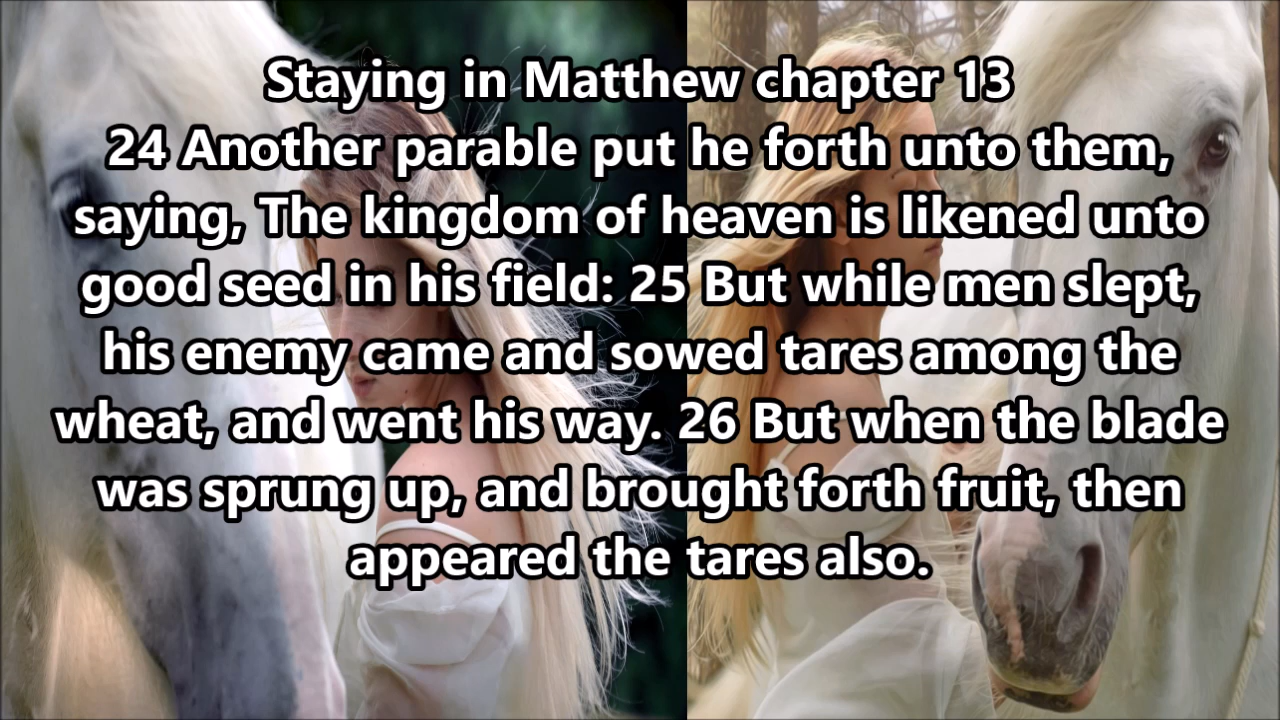 Staying in Matthew chapter 13
24 Another parable put he forth unto them,
saying, The kingdom of heaven is likened unto
good seed in his field: 25 But while men slept,
his enemy came and sowed tares among the
wheat, and went his way. 26 But when the blade
was sprung up, and brought forth fruit, then
appeared the tares also.